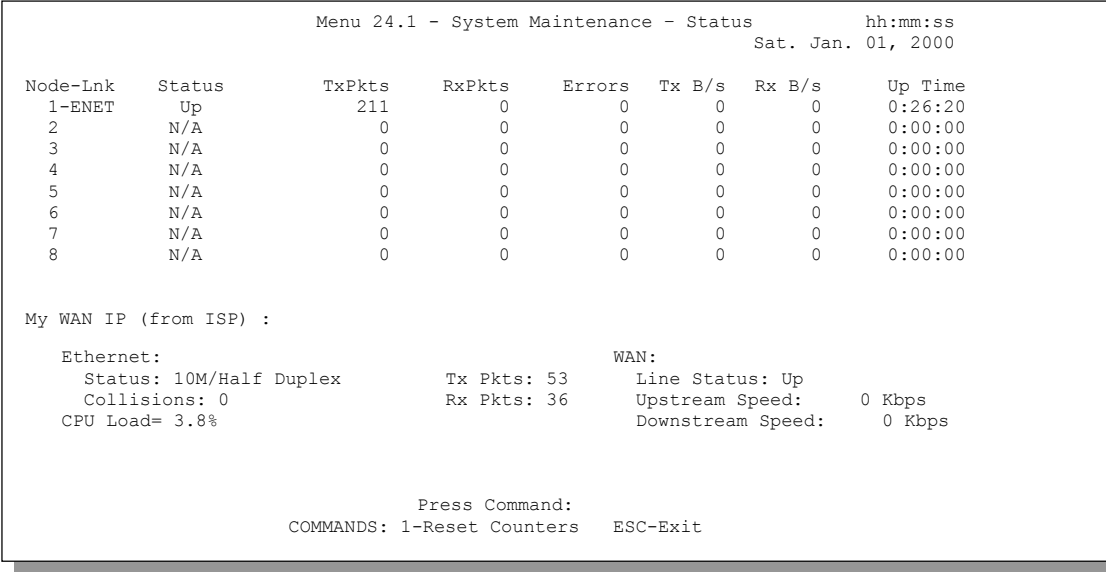 Menu 24.1 - System Maintenance – Status hh:mm:ss
Sat. Jan. 01, 2000
Node-Lnk Status TxPkts RxPkts Errors Tx B/s Rx B/s Up Time
1-ENET Up 211 0 0 0 0 0:26:20
2 N/A 0 0 0 0 0 0:00:00
3 N/A 0 0 0 0 0 0:00:00
4 N/A 0 0 0 0 0 0:00:00
5 N/A 0 0 0 0 0 0:00:00
6 N/A 0 0 0 0 0 0:00:00
7 N/A 0 0 0 0 0 0:00:00
8 N/A 0 0 0 0 0 0:00:00
My WAN IP (from ISP) :
Ethernet: WAN:
Status: 10M/Half Duplex Tx Pkts: 53 Line Status: Up
Collisions: 0 Rx Pkts: 36 Upstream Speed: 0 Kbps
CPU Load= 3.8% Downstream Speed: 0 Kbps
Press Command:
COMMANDS: 1-Reset Counters ESC-Exit